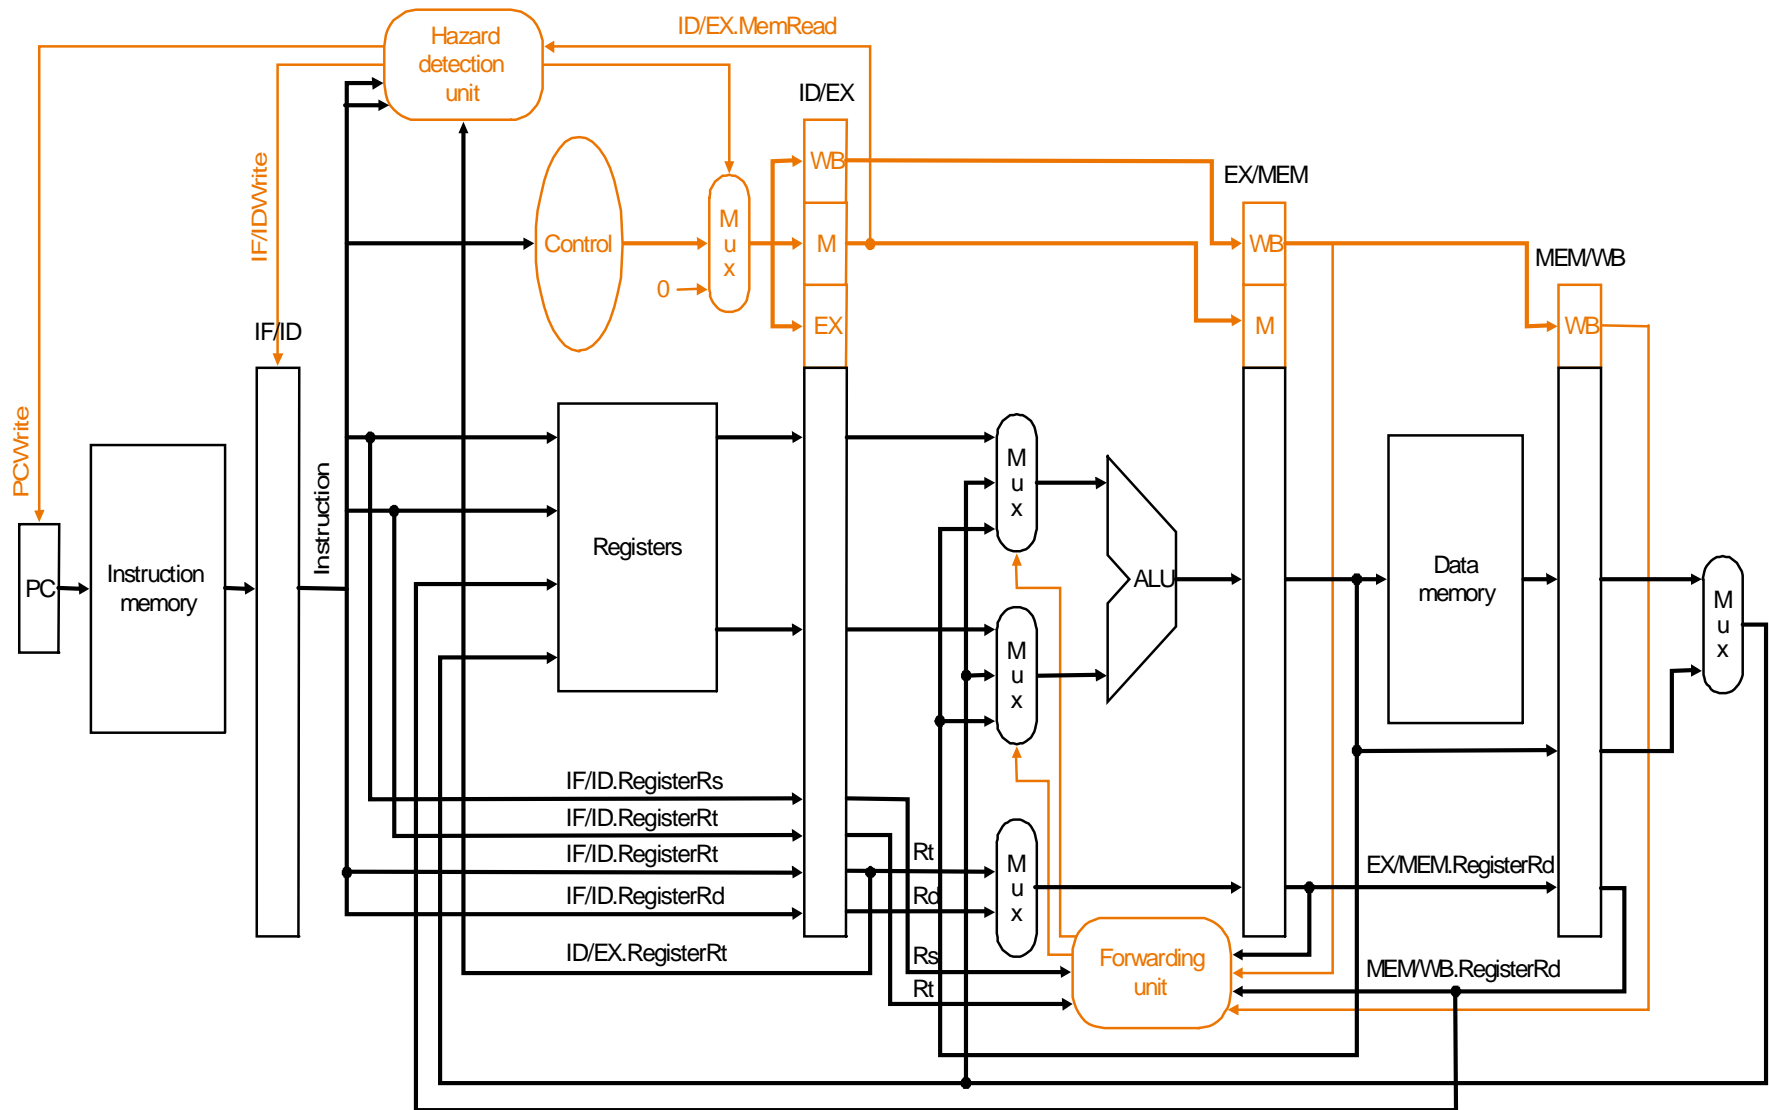 Hazard
detection
unit
ID/EX.MemRead
ID/EX
IF/IDWrite
Control
M
u
x
0
WB
M
EX
EX/MEM
WB
M
MEM/WB
WB
IF/ID
PCWrite
PC
Instruction
memory
Instruction
Registers
M
u
x
M
u
x
ALU
Data
memory
M
u
x
IF/ID.RegisterRs
IF/ID.RegisterRt
IF/ID.RegisterRt
IF/ID.RegisterRd
ID/EX.RegisterRt
Rt
Rd
Rs
Rt
M
u
x
EX/MEM.RegisterRd
Forwarding
unit
MEM/WB.RegisterRd